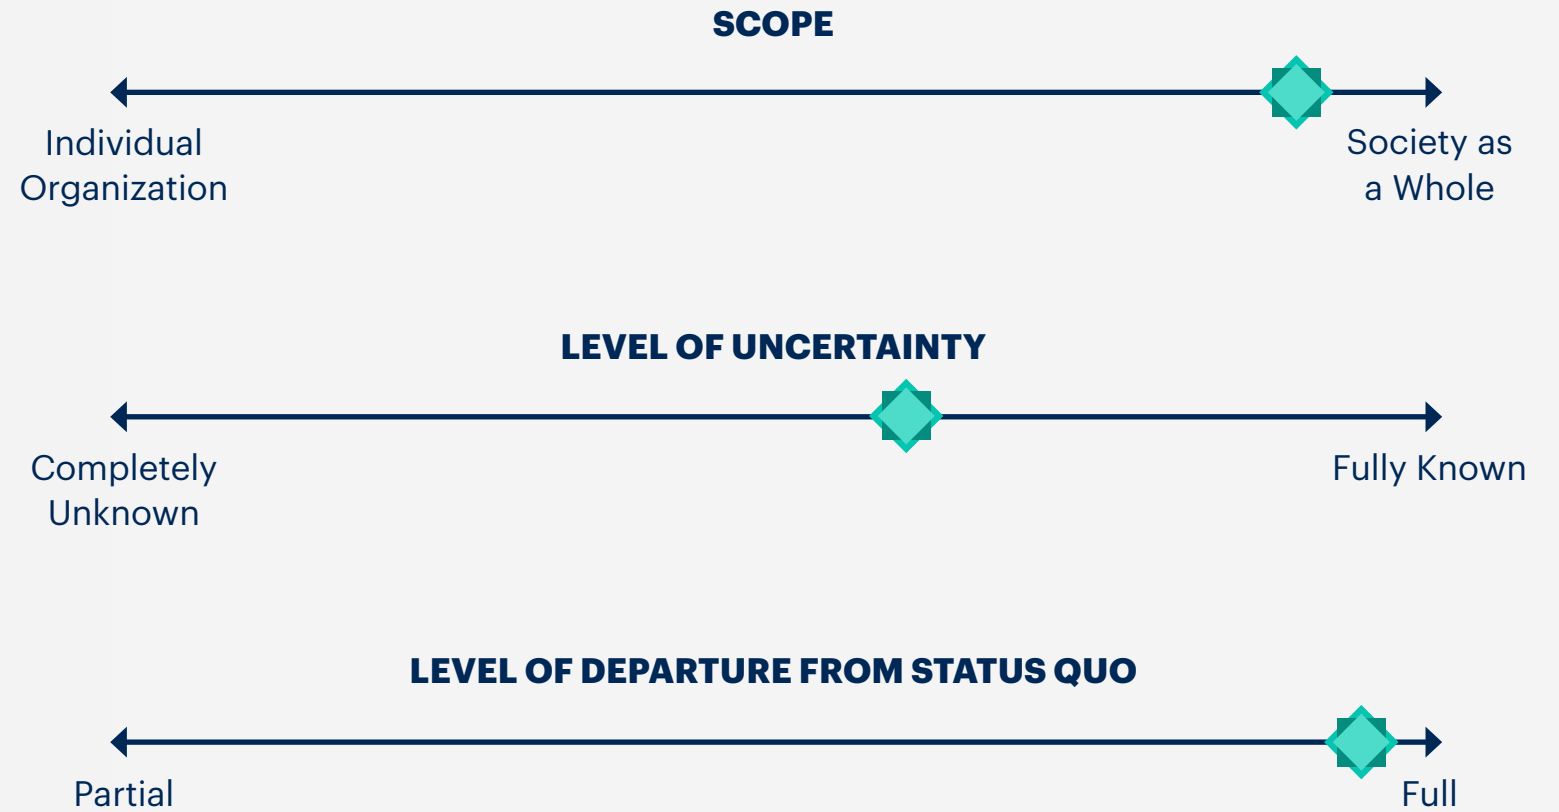 SCOPE
Individual
Organization
Society as
a Whole
LEVEL OF UNCERTAINTY
Completely
Unknown
Fully Known
LEVEL OF DEPARTURE FROM STATUS QUO
Partial
Full